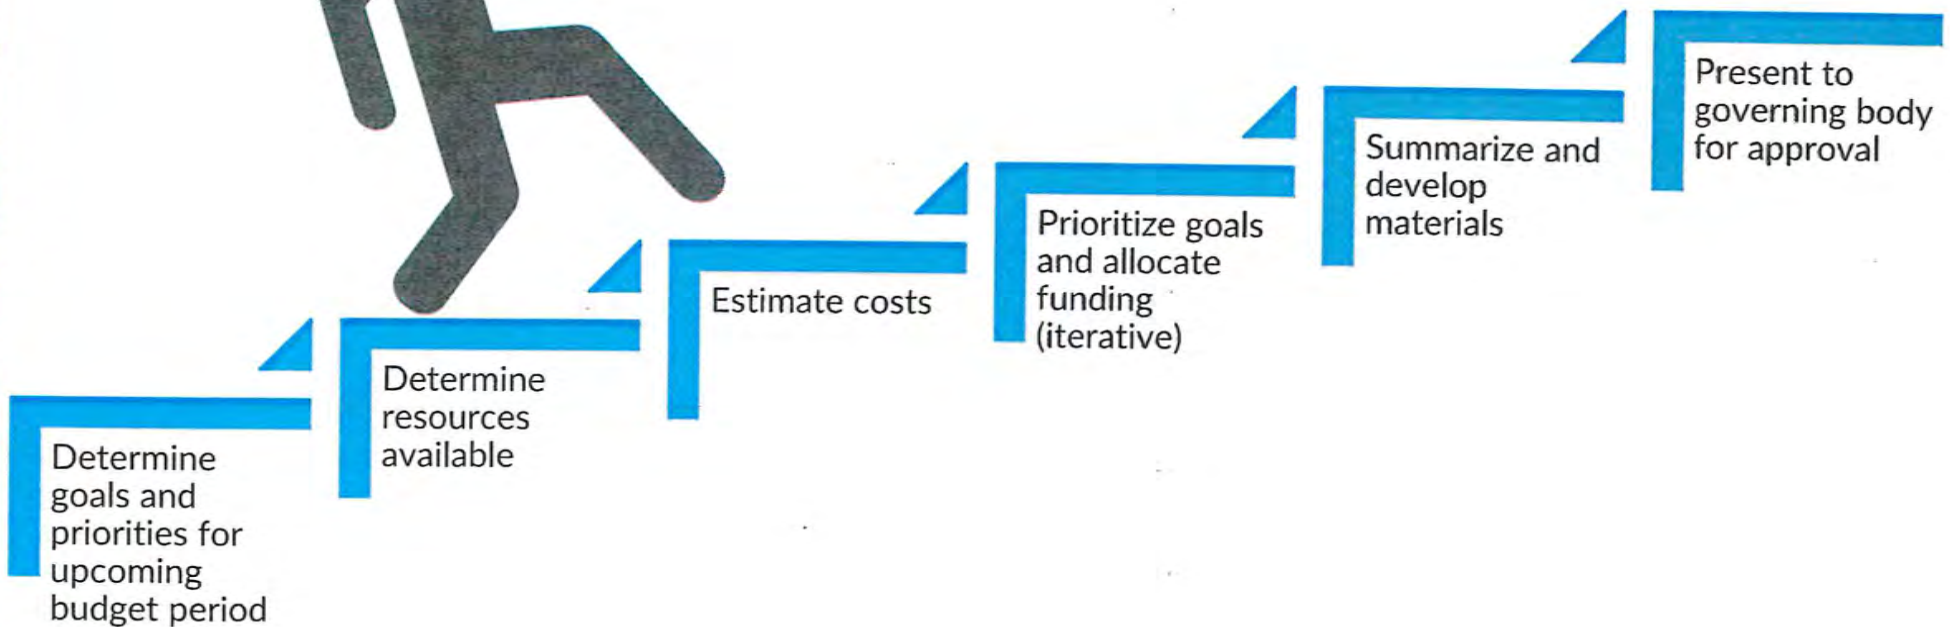 Determine
goals and
priorities for
upcoming
budget period
Determine
resources
available
Estimate costs
Prioritize goals
and allocate
funding
(iterative)
Summarize and
develop
materials
Present to
governing body
for approval